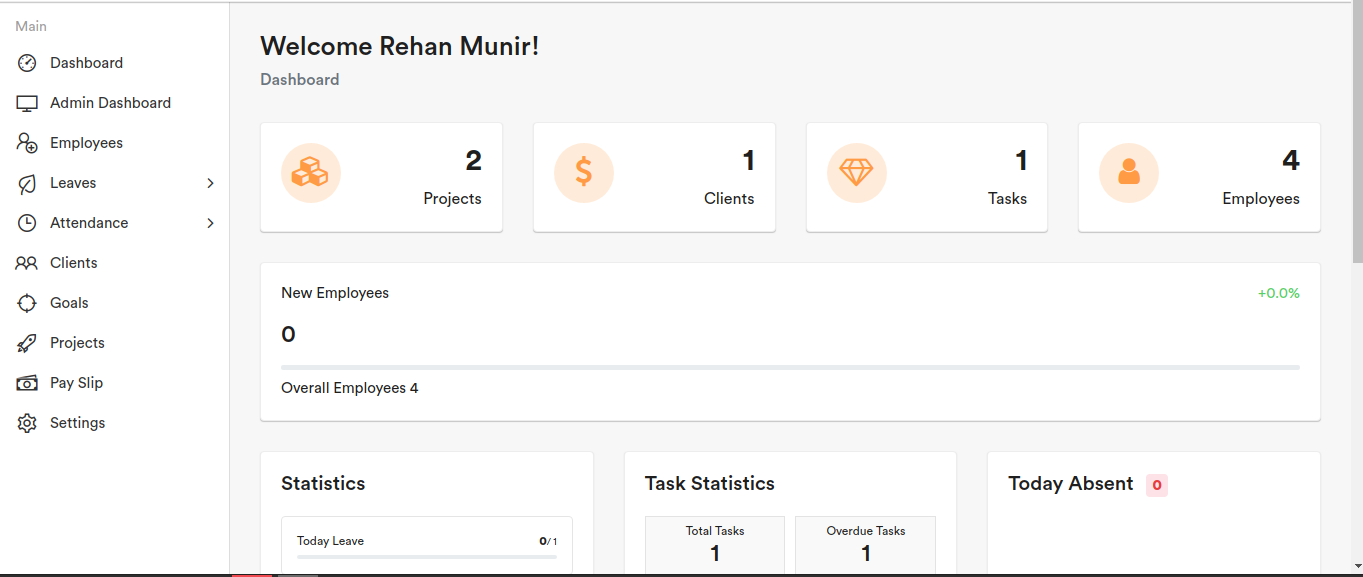 Main
Dashboard
Admin Dashboard
Employees
Leaves
Attendance
Clients
Goals
Projects
Pay Slip
Settings
Welcome Rehan Munir!
Dashboard
2
Projects
1
Clients
1
Tasks
4
Employees
New Employees +0.0%
0
Overall Employees 4
Statistics
Today Leave 0/1
Task Statistics
Total Tasks
1
Overdue Tasks
1
Today Absent 0